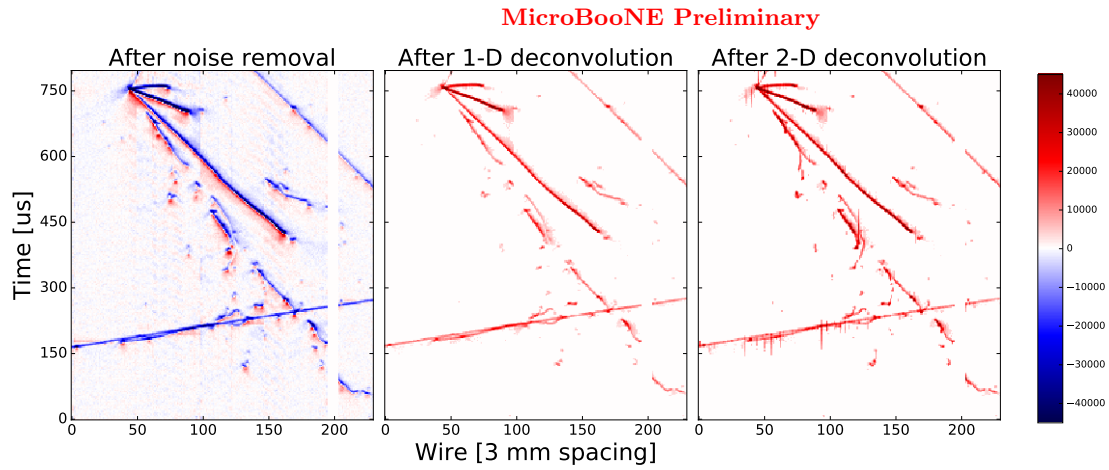 MicroBooNE Preliminary
After noise removal
After 1-D deconvolution
After 2-D deconvolution
Time [us]
750
600
450
300
150
0
0 50 100 150 200
0 50 100 150 200
0 50 100 150 200
Wire [3 mm spacing]
40000
30000
20000
10000
0
−10000
−20000
−30000
−40000